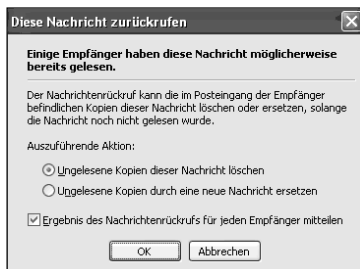 Diese Nachricht zurückrufen
Einige Empfänger haben diese Nachricht möglicherweise
bereits gelesen.
Der Nachrichtenrückruf kann die im Posteingang der Empfänger
befindlichen Kopien dieser Nachricht löschen oder ersetzen, solange
die Nachricht noch nicht gelesen wurde.
Auszuführende Aktion:
Ungelesene Kopien dieser Nachricht löschen
Ungelesene Kopien durch eine neue Nachricht ersetzen
Ergebnis des Nachrichtenrückrufs für jeden Empfänger mitteilen
OK Abbrechen